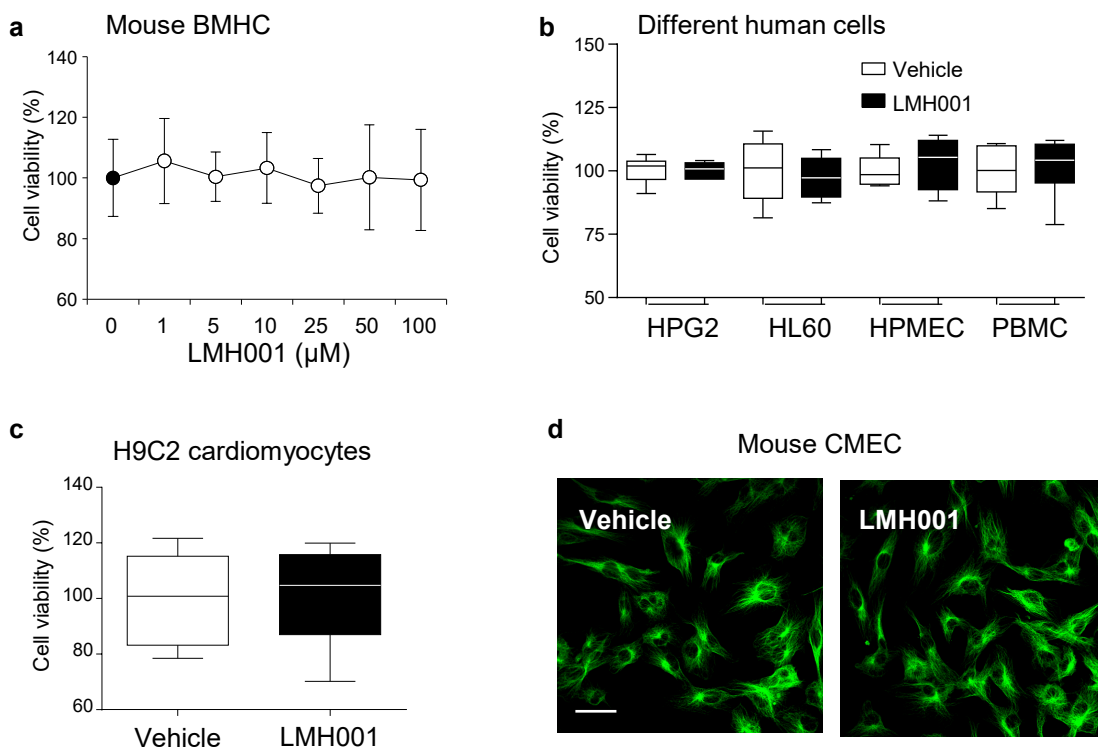 a
Mouse BMHC
140
120
100
80
60
Cell viability (%)
0 1 5 10 25 50 100
LMH001 (µM)
b
Different human cells
150
125
100
75
50
Cell viability (%)
Vehicle
LMH001
HPG2 HL60 HPMEC PBMC
c
H9C2 cardiomyocytes
140
120
100
80
60
Cell viability (%)
Vehicle LMH001
d
Mouse CMEC
Vehicle
LMH001